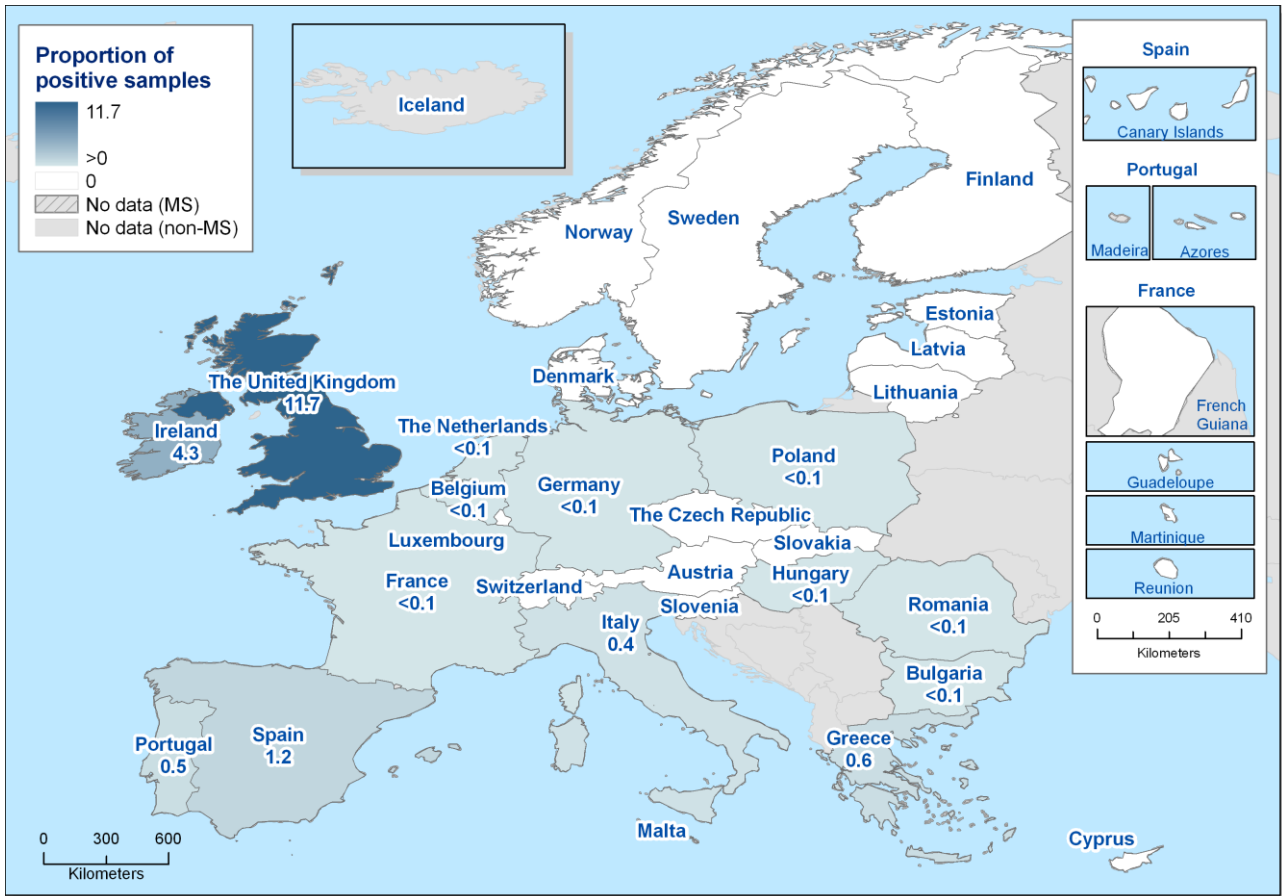 Proportion of
positive samples
11.7
>0
0
No data (MS)
No data (non-MS)
Iceland
Norway
Sweden
Finland
Estonia
Latvia
Lithuania
Denmark
The United Kingdom
11.7
Ireland
4.3
The Netherlands
<0.1
Belgium
<0.1
Germany
<0.1
Poland
<0.1
The Czech Republic
Luxembourg
Slovakia
France
<0.1
Switzerland
Austria
Hungary
<0.1
Slovenia
Italy
0.4
Romania
<0.1
Bulgaria
<0.1
Portugal
0.5
Spain
1.2
Greece
0.6
Malta
Cyprus
0 300 600
Kilometers
Spain
Canary Islands
Portugal
Madeira
Azores
France
French
Guiana
Guadeloupe
Martinique
Reunion
0 205 410
Kilometers